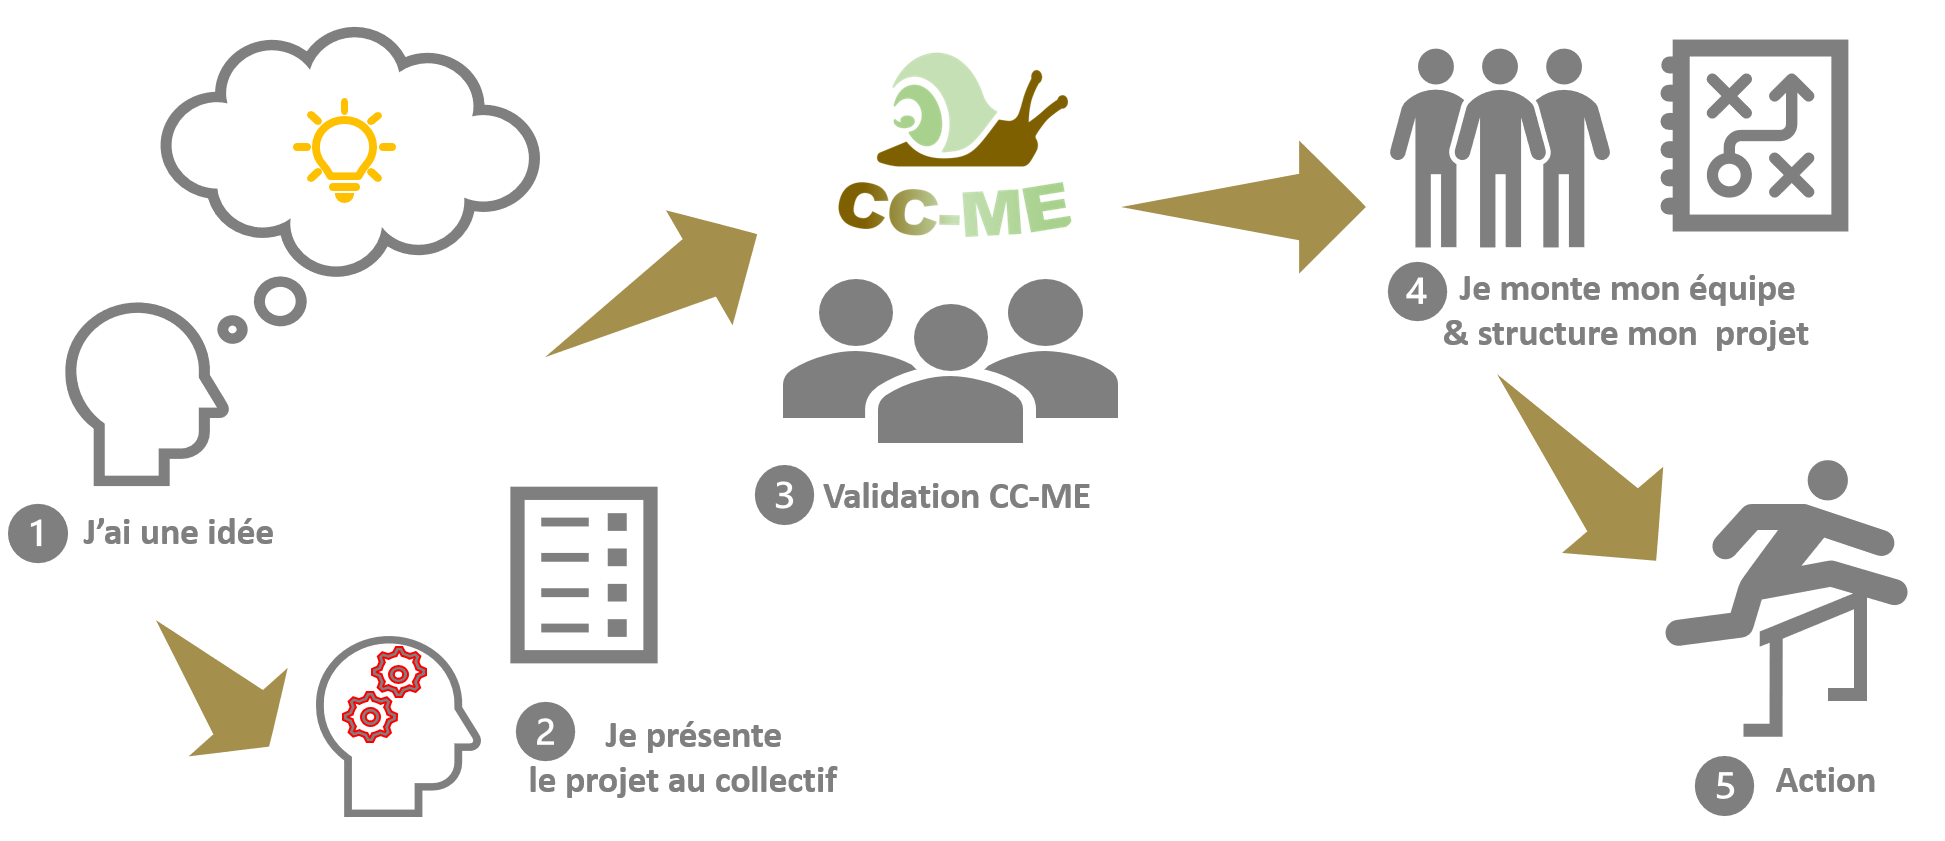 1 J’ai une idée
2 Je présente
le projet au collectif
CC-ME
3 Validation CC-ME
4 Je monte mon équipe
& structure mon projet
5 Action